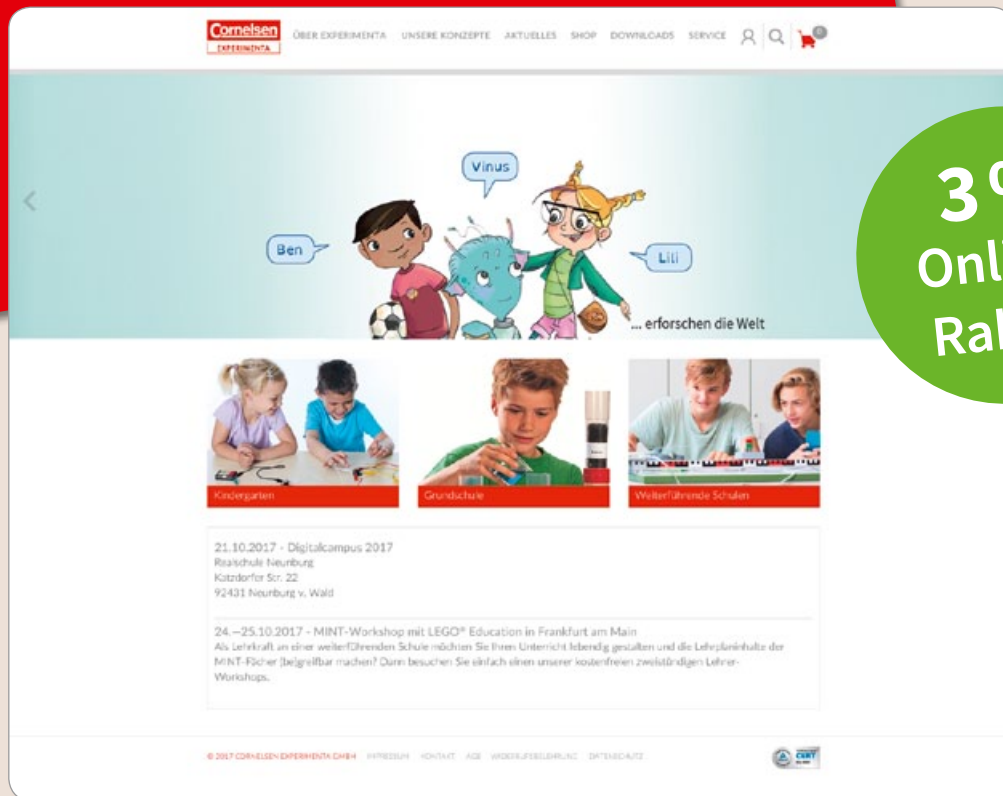 Cornelsen
EXPERIMENTA
ÜBER EXPERIMENTA UNSERE KONZEPTE AKTUELLES SHOP DOWNLOADS SERVICE 0
Vinus
Ben
Lili
... erforschen die Welt
3
Onl
Ra
Kindergarten
Grundschule
Weiterführende Schulen
21.10.2017 - Digitalcampus 2017
Realschule Neunburg
Katzdorfer Str. 22
92431 Neunburg v. Wald
24.—25.10.2017 - MINT-Workshop mit LEGO® Education in Frankfurt am Main
Als Lehrkraft an einer weiterführenden Schule möchten Sie Ihren Unterricht lebendig gestalten und die Lehrplaninhalte der
MINT-Fächer (be)greifbar machen? Dann besuchen Sie einfach einen unserer kostenfreien zweistündigen Lehrer-
Workshops.
© 2017 CORNELSEN EXPERIMENTA GMBH IMPRESSUM KONTAKT AGB WIDERRUFSBELEHRUNG DATENSCHUTZ
CERT